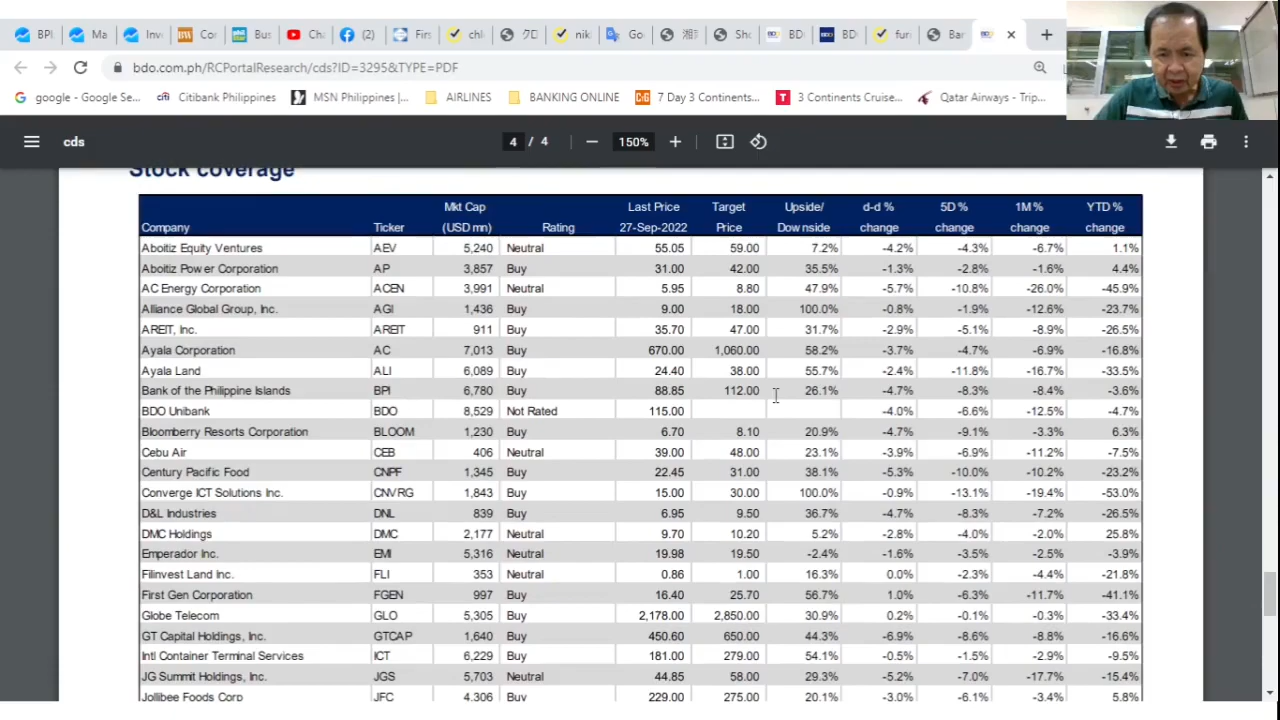 BPI Ma Inv Co Bus Ch (2) Firs chi クロ nik Go 湘 Sho BD BD fun Bar
bdo.com.ph/RCPortalResearch/cds?ID=3295&TYPE=PDF
google - Google Se... Citibank Philippines MSN Philippines |... AIRLINES BANKING ONLINE 7 Day 3 Continents... 3 Continents Cruise... Qatar Airways - Trip...
cds 4 / 4 150%
Stock coverage
Mkt Cap Last Price Target Upside/ d-d % 5D % 1M % YTD %
Company Ticker (USD mn) Rating 27-Sep-2022 Price Downside change change change change
Aboitiz Equity Ventures AEV 5,240 Neutral 55.05 59.00 7.2% -4.2% -4.3% -6.7% 1.1%
Aboitiz Power Corporation AP 3,857 Buy 31.00 42.00 35.5% -1.3% -2.8% -1.6% 4.4%
AC Energy Corporation ACEN 3,991 Neutral 5.95 8.80 47.9% -5.7% -10.8% -26.0% -45.9%
Alliance Global Group, Inc. AGI 1,436 Buy 9.00 18.00 100.0% -0.8% -1.9% -12.6% -23.7%
AREIT, Inc. AREIT 911 Buy 35.70 47.00 31.7% -2.9% -5.1% -8.9% -26.5%
Ayala Corporation AC 7,013 Buy 670.00 1,060.00 58.2% -3.7% -4.7% -6.9% -16.8%
Ayala Land ALI 6,089 Buy 24.40 38.00 55.7% -2.4% -11.8% -16.7% -33.5%
Bank of the Philippine Islands BPI 6,780 Buy 88.85 112.00 26.1% -4.7% -8.3% -8.4% -3.6%
BDO Unibank BDO 8,529 Not Rated 115.00 -4.0% -6.6% -12.5% -4.7%
Bloomberry Resorts Corporation BLOOM 1,230 Buy 6.70 8.10 20.9% -4.7% -9.1% -3.3% 6.3%
Cebu Air CEB 406 Neutral 39.00 48.00 23.1% -3.9% -6.9% -11.2% -7.5%
Century Pacific Food CNPF 1,345 Buy 22.45 31.00 38.1% -5.3% -10.0% -10.2% -23.2%
Converge ICT Solutions Inc. CNVRG 1,843 Buy 15.00 30.00 100.0% -0.9% -13.1% -19.4% -53.0%
D&L Industries DNL 839 Buy 6.95 9.50 36.7% -4.7% -8.3% -7.2% -26.5%
DMC Holdings DMC 2,177 Neutral 9.70 10.20 5.2% -2.8% -4.0% -2.0% 25.8%
Emperador Inc. EMI 5,316 Neutral 19.98 19.50 -2.4% -1.6% -3.5% -2.5% -3.9%
Filinvest Land Inc. FLI 353 Neutral 0.86 1.00 16.3% 0.0% -2.3% -4.4% -21.8%
First Gen Corporation FGEN 997 Buy 16.40 25.70 56.7% 1.0% -6.3% -11.7% -41.1%
Globe Telecom GLO 5,305 Buy 2,178.00 2,850.00 30.9% 0.2% -0.1% -0.3% -33.4%
GT Capital Holdings, Inc. GTCAP 1,640 Buy 450.60 650.00 44.3% -6.9% -8.6% -8.8% -16.6%
Intl Container Terminal Services ICT 6,229 Buy 181.00 279.00 54.1% -0.5% -1.5% -2.9% -9.5%
JG Summit Holdings, Inc. JGS 5,703 Neutral 44.85 58.00 29.3% -5.2% -7.0% -17.7% -15.4%
Jollibee Foods Corp JFC 4,306 Buy 229.00 275.00 20.1% -3.0% -6.1% -3.4% 5.8%